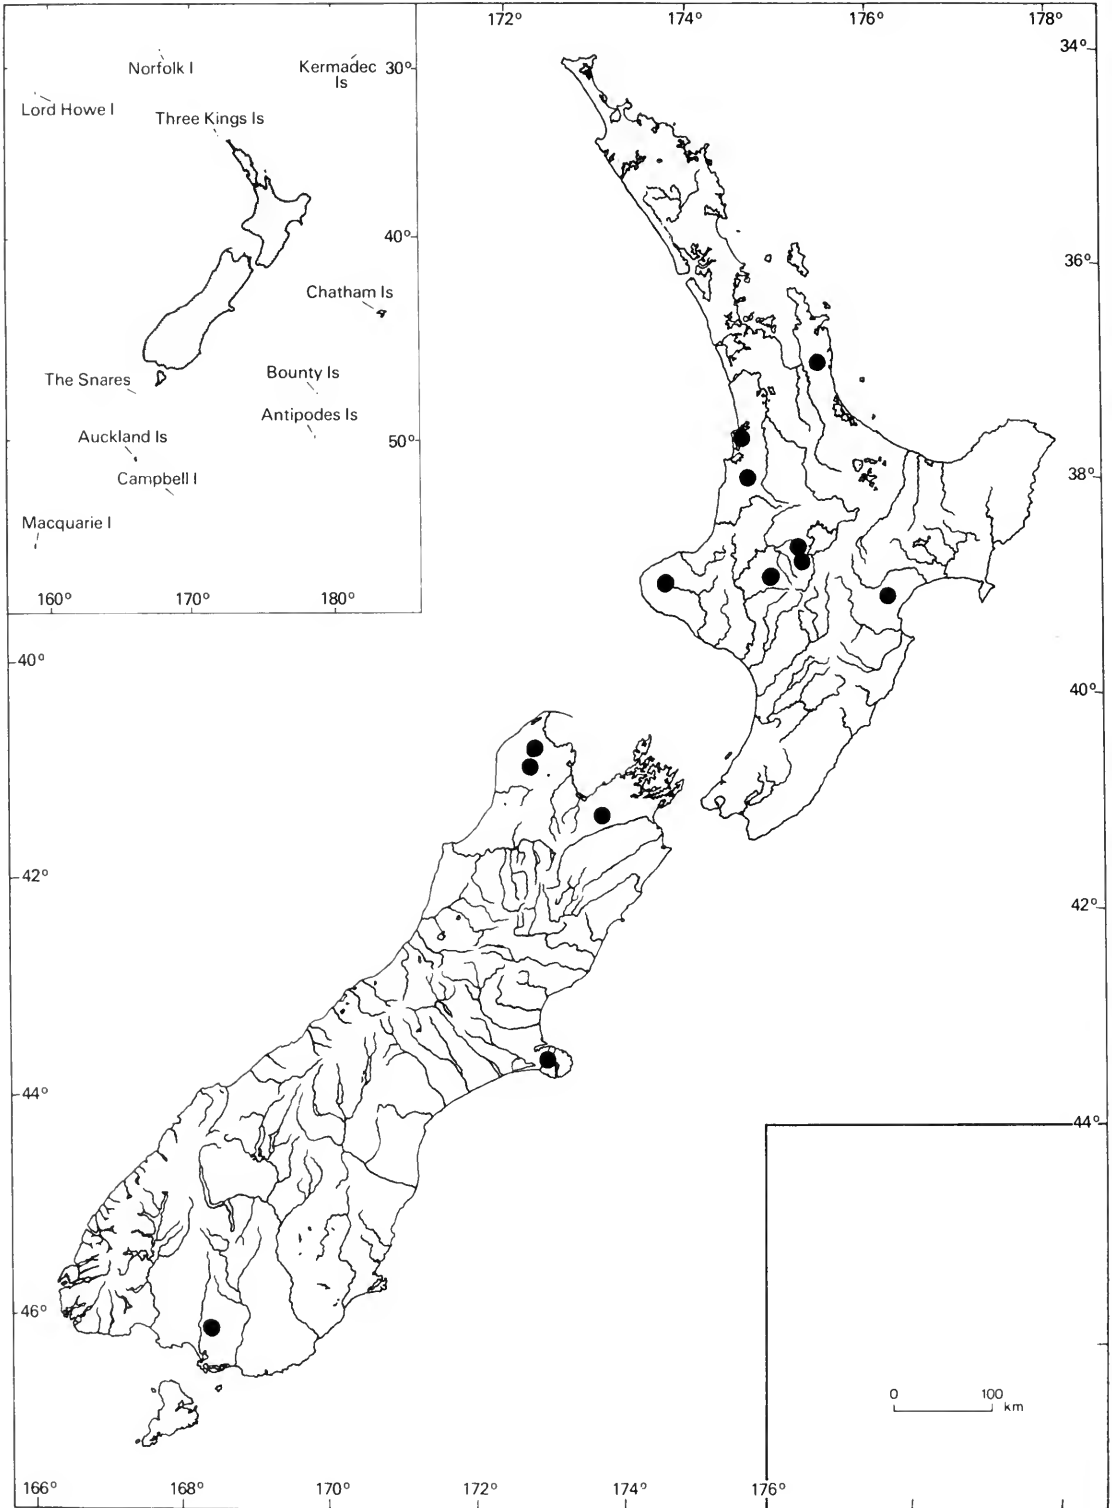 172° 174° 176° 178°
34°
Norfolk I
Kermadec 30°
Is
Lord Howe I
Three Kings Is
40°
36°
Chatham Is
The Snares
Bounty Is
Antipodes Is
Auckland Is
50°
Campbell I
38°
Macquarie I
160° 170° 180°
40°
40°
42°
42°
44°
44°
46°
0 100
km
166° 168° 170° 172° 174° 176°